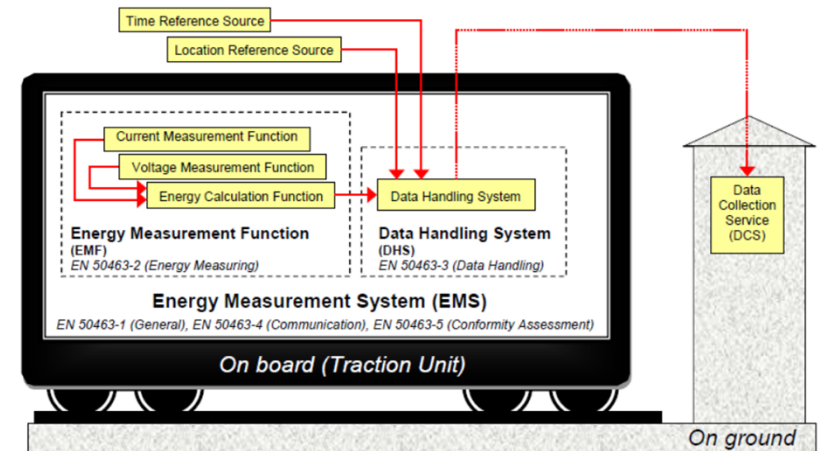 Time Reference Source
Location Reference Source
Current Measurement Function
Voltage Measurement Function
Energy Calculation Function
Data Handling System
Energy Measurement Function
(EMF)
EN 50463-2 (Energy Measuring)
Data Handling System
(DHS)
EN 50463-3 (Data Handling)
Energy Measurement System (EMS)
EN 50463-1 (General), EN 50463-4 (Communication), EN 50463-5 (Conformity Assessment)
On board (Traction Unit)
Data
Collection
Service
(DCS)
On ground